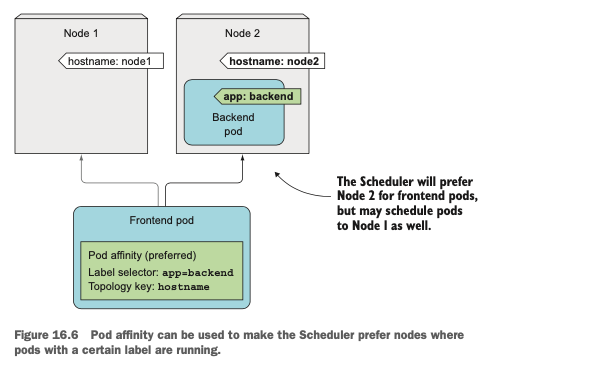 Node 1
hostname: node1
Node 2
hostname: node2
app: backend
Backend
pod
Frontend pod
Pod affinity (preferred)
Label selector: app=backend
Topology key: hostname
The Scheduler will prefer
Node 2 for frontend pods,
but may schedule pods
to Node 1 as well.
Figure 16.6 Pod affinity can be used to make the Scheduler prefer nodes where
pods with a certain label are running.